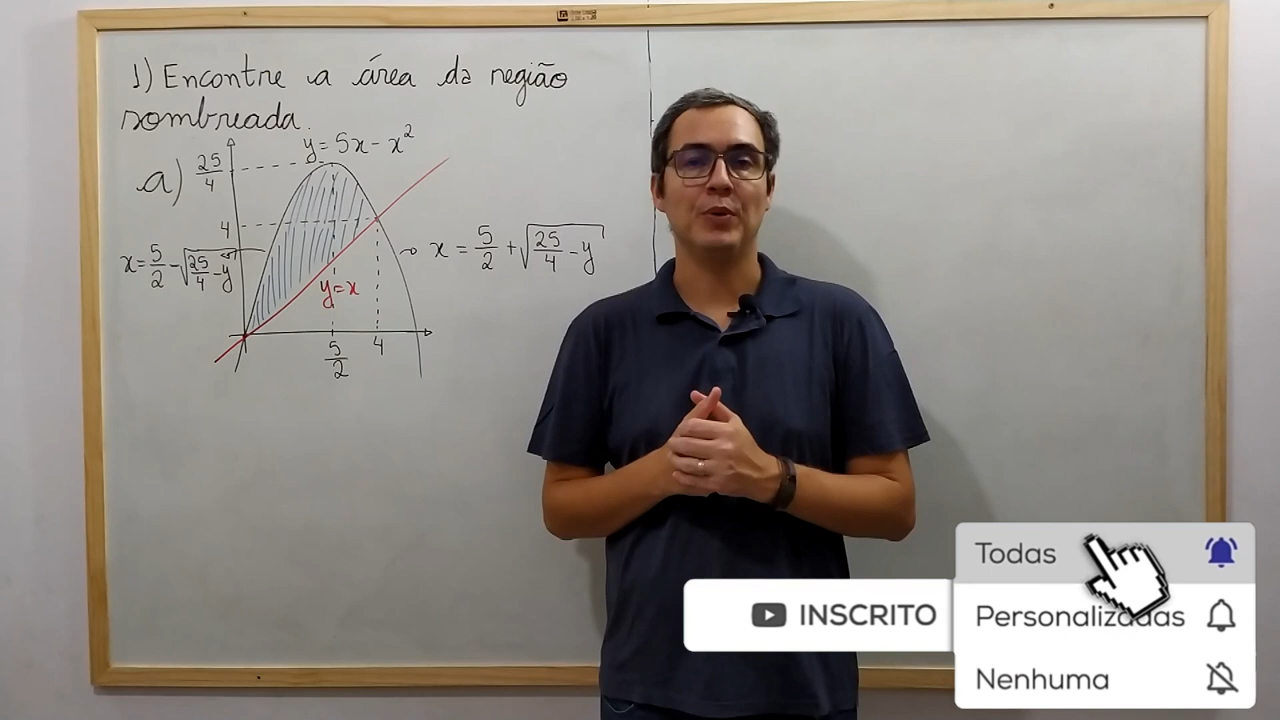 1) Encontre a área da região
sombreada.
a)
y = 5x - x²
25/4
4
x = 5/2 - √(25/4 - y)
x = 5/2 + √(25/4 - y)
y = x
5/2
4
Todas
INSCRITO
Personalizadas
Nenhuma